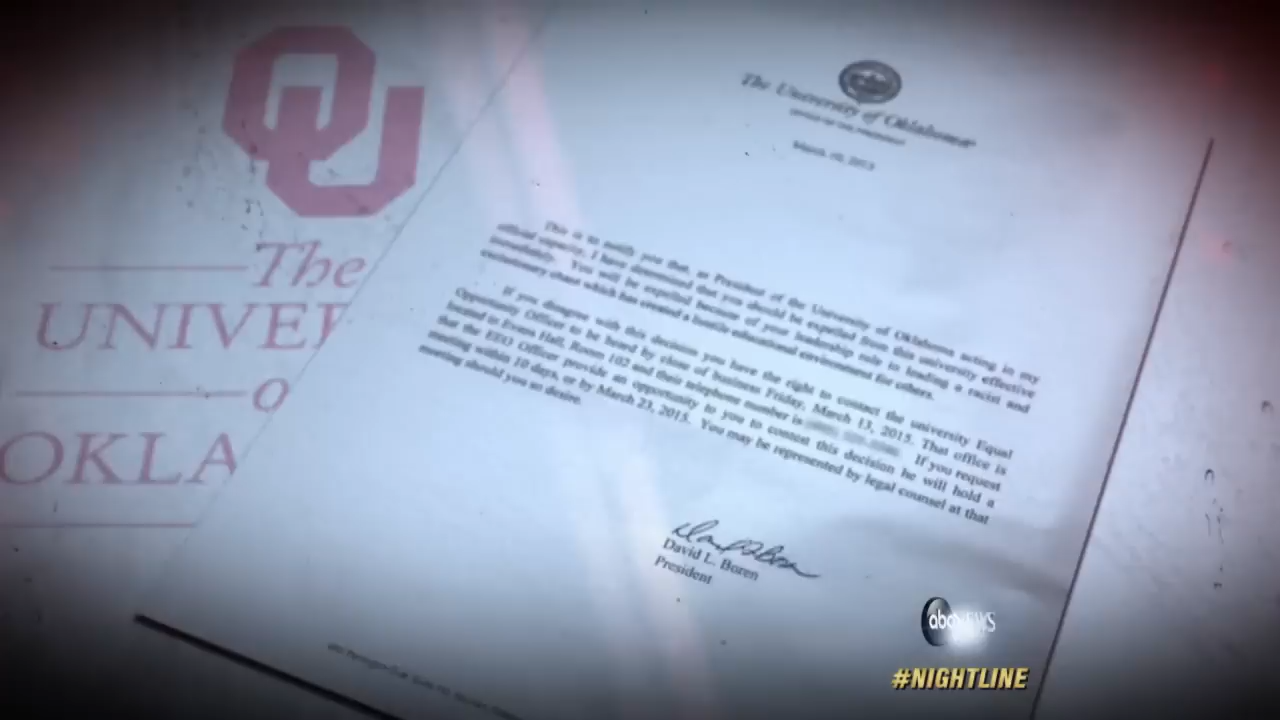 OU
The
UNIVER
o
OKLA
The University of Oklahoma
OFFICE OF THE PRESIDENT
March 10, 2015
This is to notify you that, as President of the University of Oklahoma acting in my
official capacity, I have determined that you should be expelled from this university effective
immediately. You will be expelled because of your leadership role in leading a racist and
exclusionary chant which has created a hostile educational environment for others.
If you disagree with this decision you have the right to contact the university Equal
Opportunity Officer to be heard by close of business Friday, March 13, 2015. That office is
located in Evans Hall, Room 102 and their telephone number is If you request
that the EEO Officer provide an opportunity to you to contest this decision he will hold a
meeting within 10 days, or by March 23, 2015. You may be represented by legal counsel at that
meeting should you so desire.
David L. Boren
President
abc NEWS
#NIGHTLINE